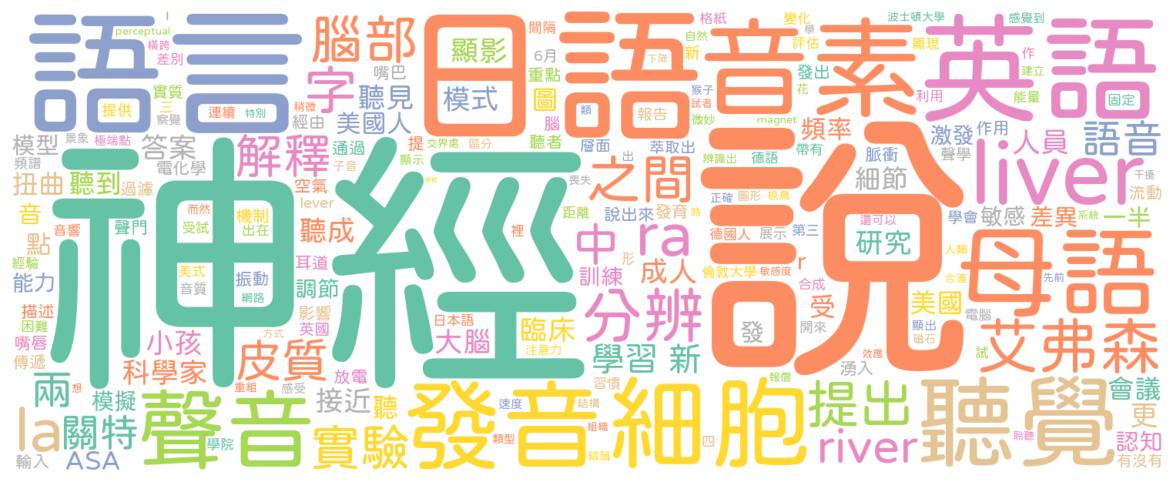 語言
日語
音素
英語
腦部
顯影
字
聽見
模式
圖
perceptual
橫跨
差別
嘴巴
間隔
6月
重點
格紙
新
變化
評估
自然
波士頓大學
顯現
感覺到
作
建立
能量
利用
固定
提供
實質
三
察覺
連續
特別
稍微
經由
美國人
報告
類
下降
猴子
試者
微妙
發出
花
學
magnet
頻率
激發
作用
人員
語音
模型
景象
極端點
頻譜
答案
解釋
電化學
通過
提
腦
聽者
交界處
區分
層面
出
萃取出
辨識出
德語
帶有
脈衝
聲學
liver
干擾
流動
神經
說
之間
細節
扭曲
聽到
過濾
子音
顯示
ee
空氣
lever
喪失
距離
說出來
發育
時
正確
圖形
梭鳥
德國人
展示
第三
還可以
學會
敏感
差異
一半
系統
音
音響
聲門
而然
受試
機制
出在
聽成
裡
中
ra
r
研究
點
經驗
能力
美式
音質
振動
網路
耳道
調節
形
訓練
成人
倫敦大學
敏感度
合成
受
人類
合適
先前
母語
描述
困難
嘴唇
傳遞
小孩
科學家
方式
皮質
影響
英國
放電
日本語
大腦
臨床
注意力
分辨
學習
新
發
開來
湧入
效應
美國
顯出
電腦
磁石
試
艾弗森
兩
想
模擬
重組
感受
接近
聽
速度
習慣
結構
報償
la
關特
聲音
學院
實驗
發音
類型
組織
絨鼠
細胞
四
提出
river
聽覺
聆聽
會議
更
認知
有沒有
輸入
ASA